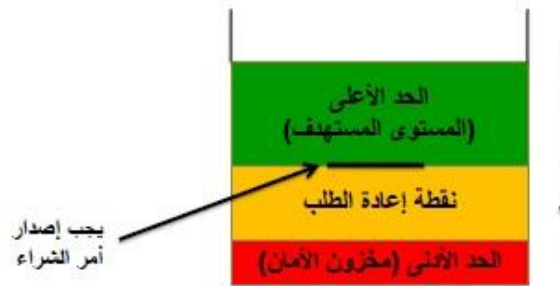 الحد الأعلى
(المستوى المستهدف)
نقطة إعادة الطلب
يجب إصدار
أمر الشراء
الحد الأدنى (مخزون الأمان)